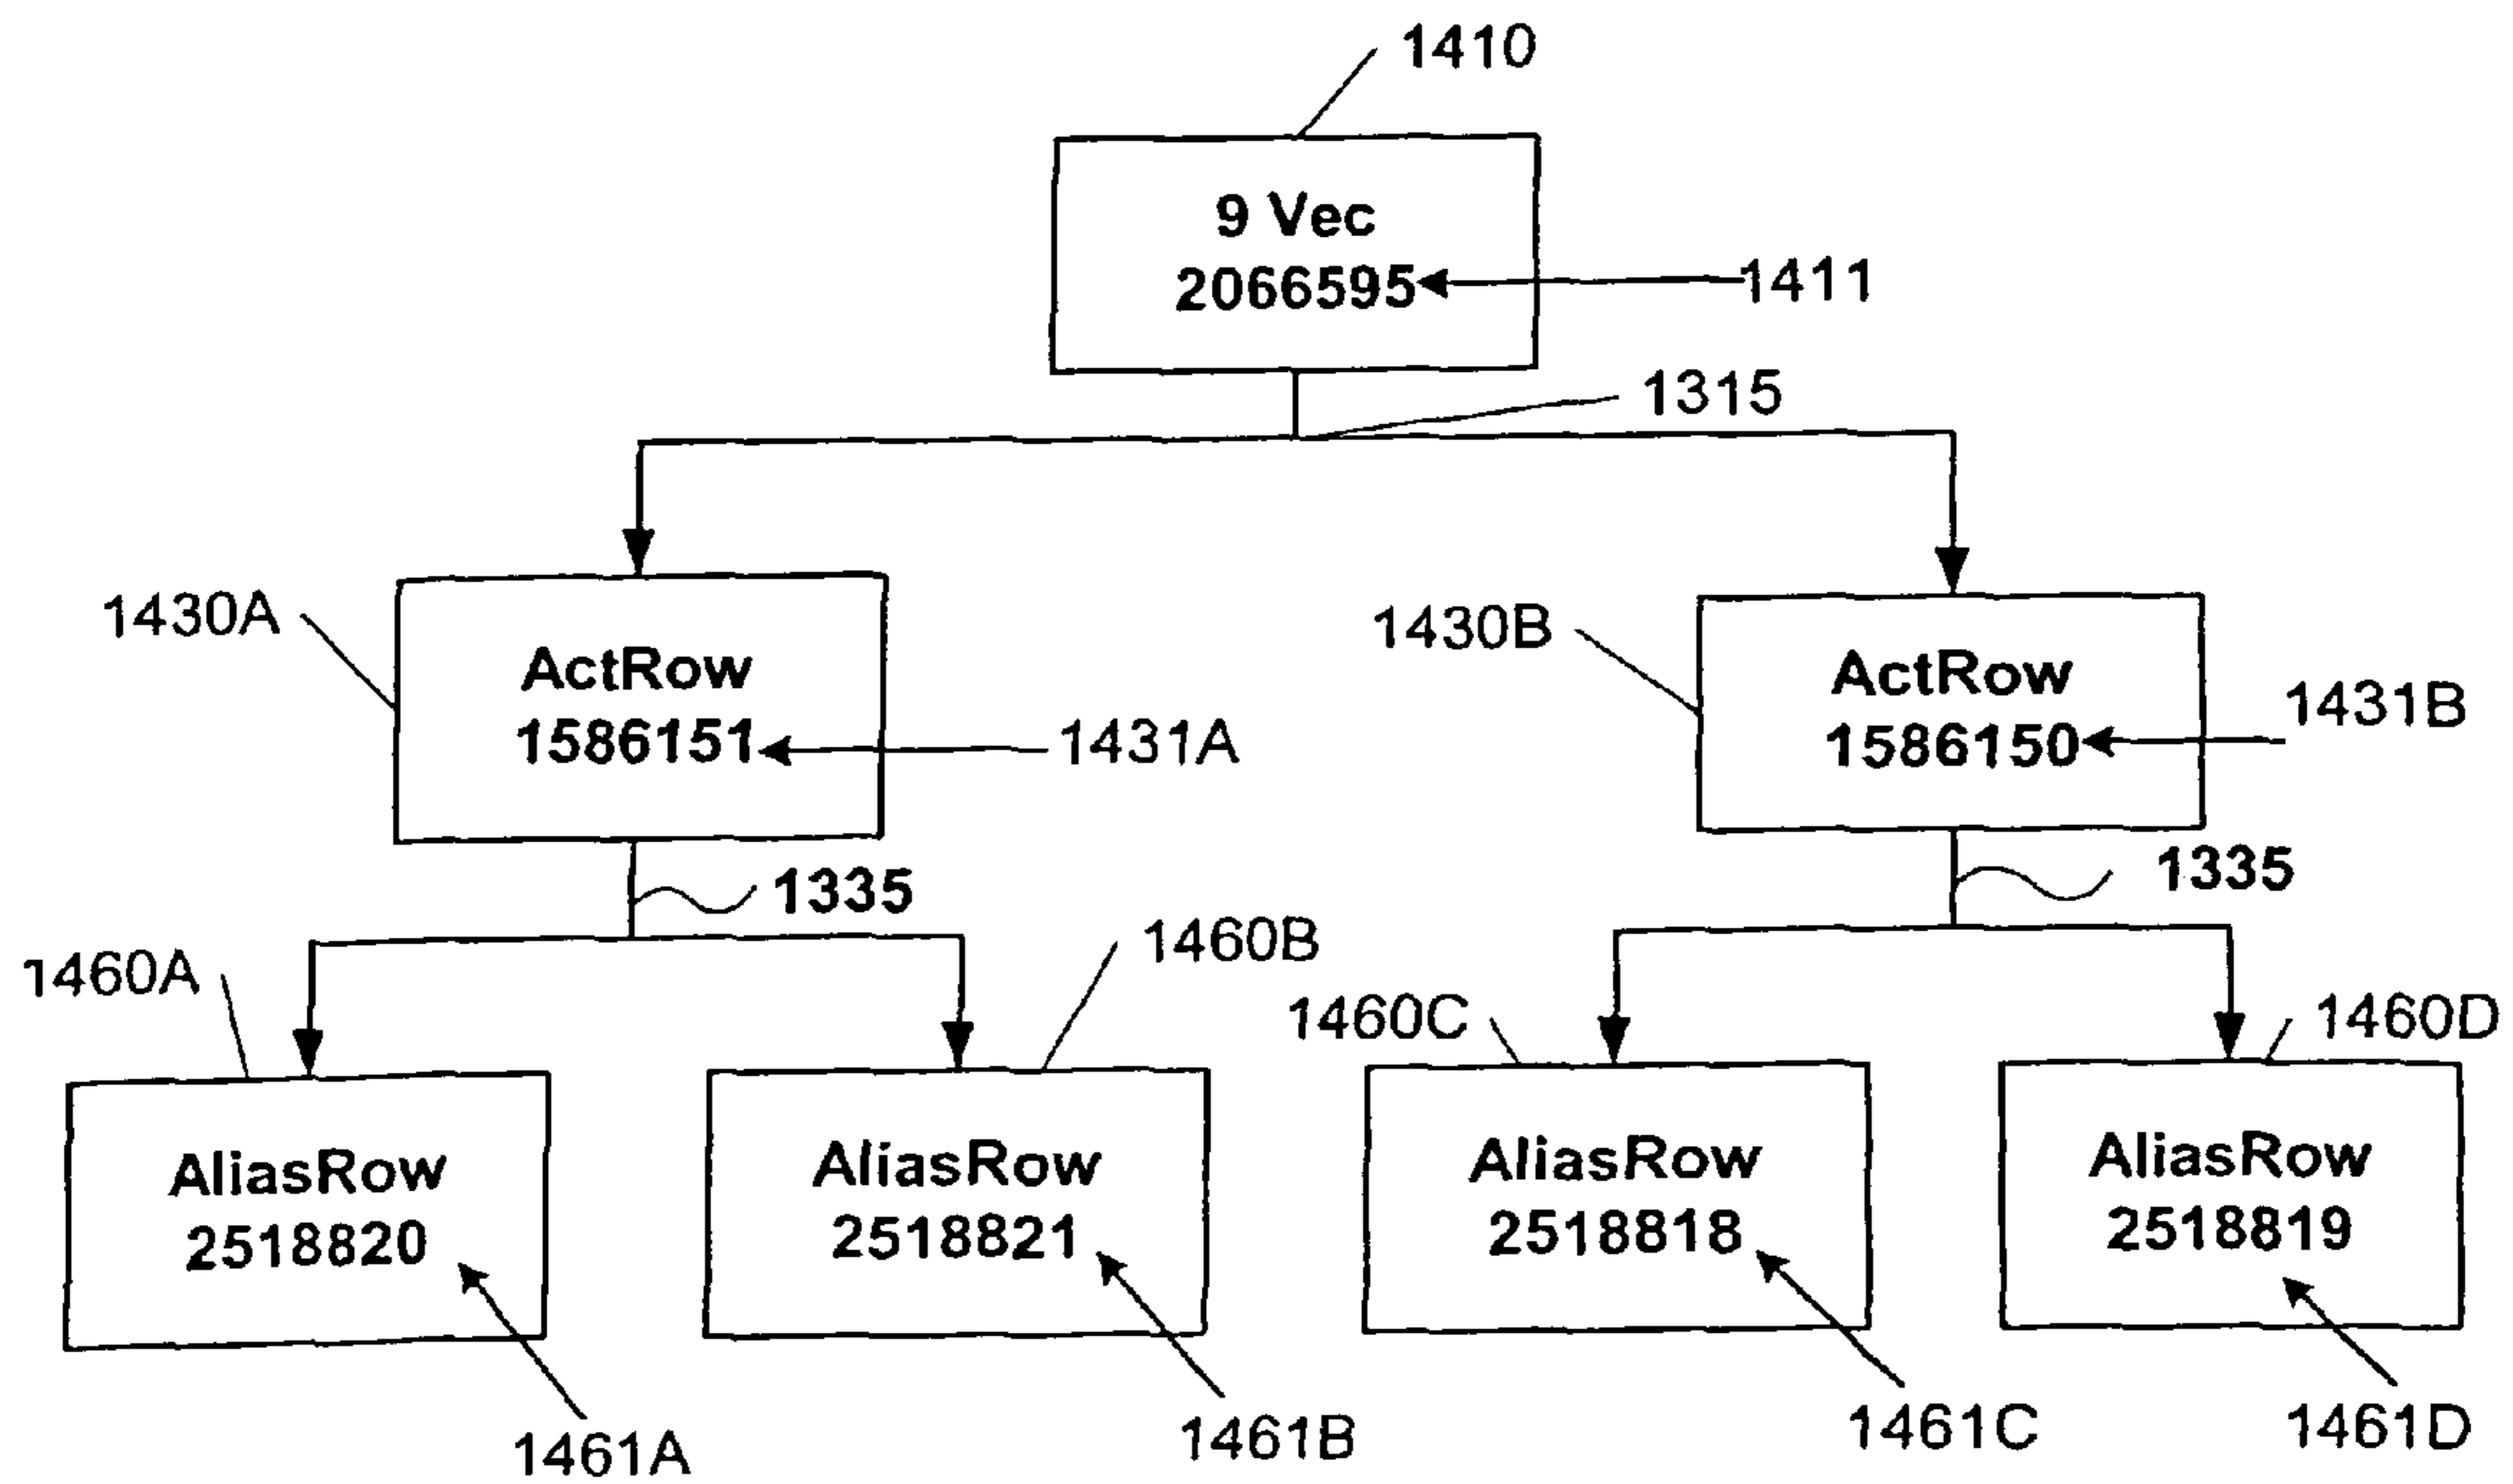 1410
9 Vec
2066595
1411
1315
1430A
ActRow
1586151
1431A
1430B
ActRow
1586150
1431B
1335
1335
1460A
AliasRow
2518820
1461A
1460B
AliasRow
2518821
1461B
1460C
AliasRow
2518818
1461C
1460D
AliasRow
2518819
1461D